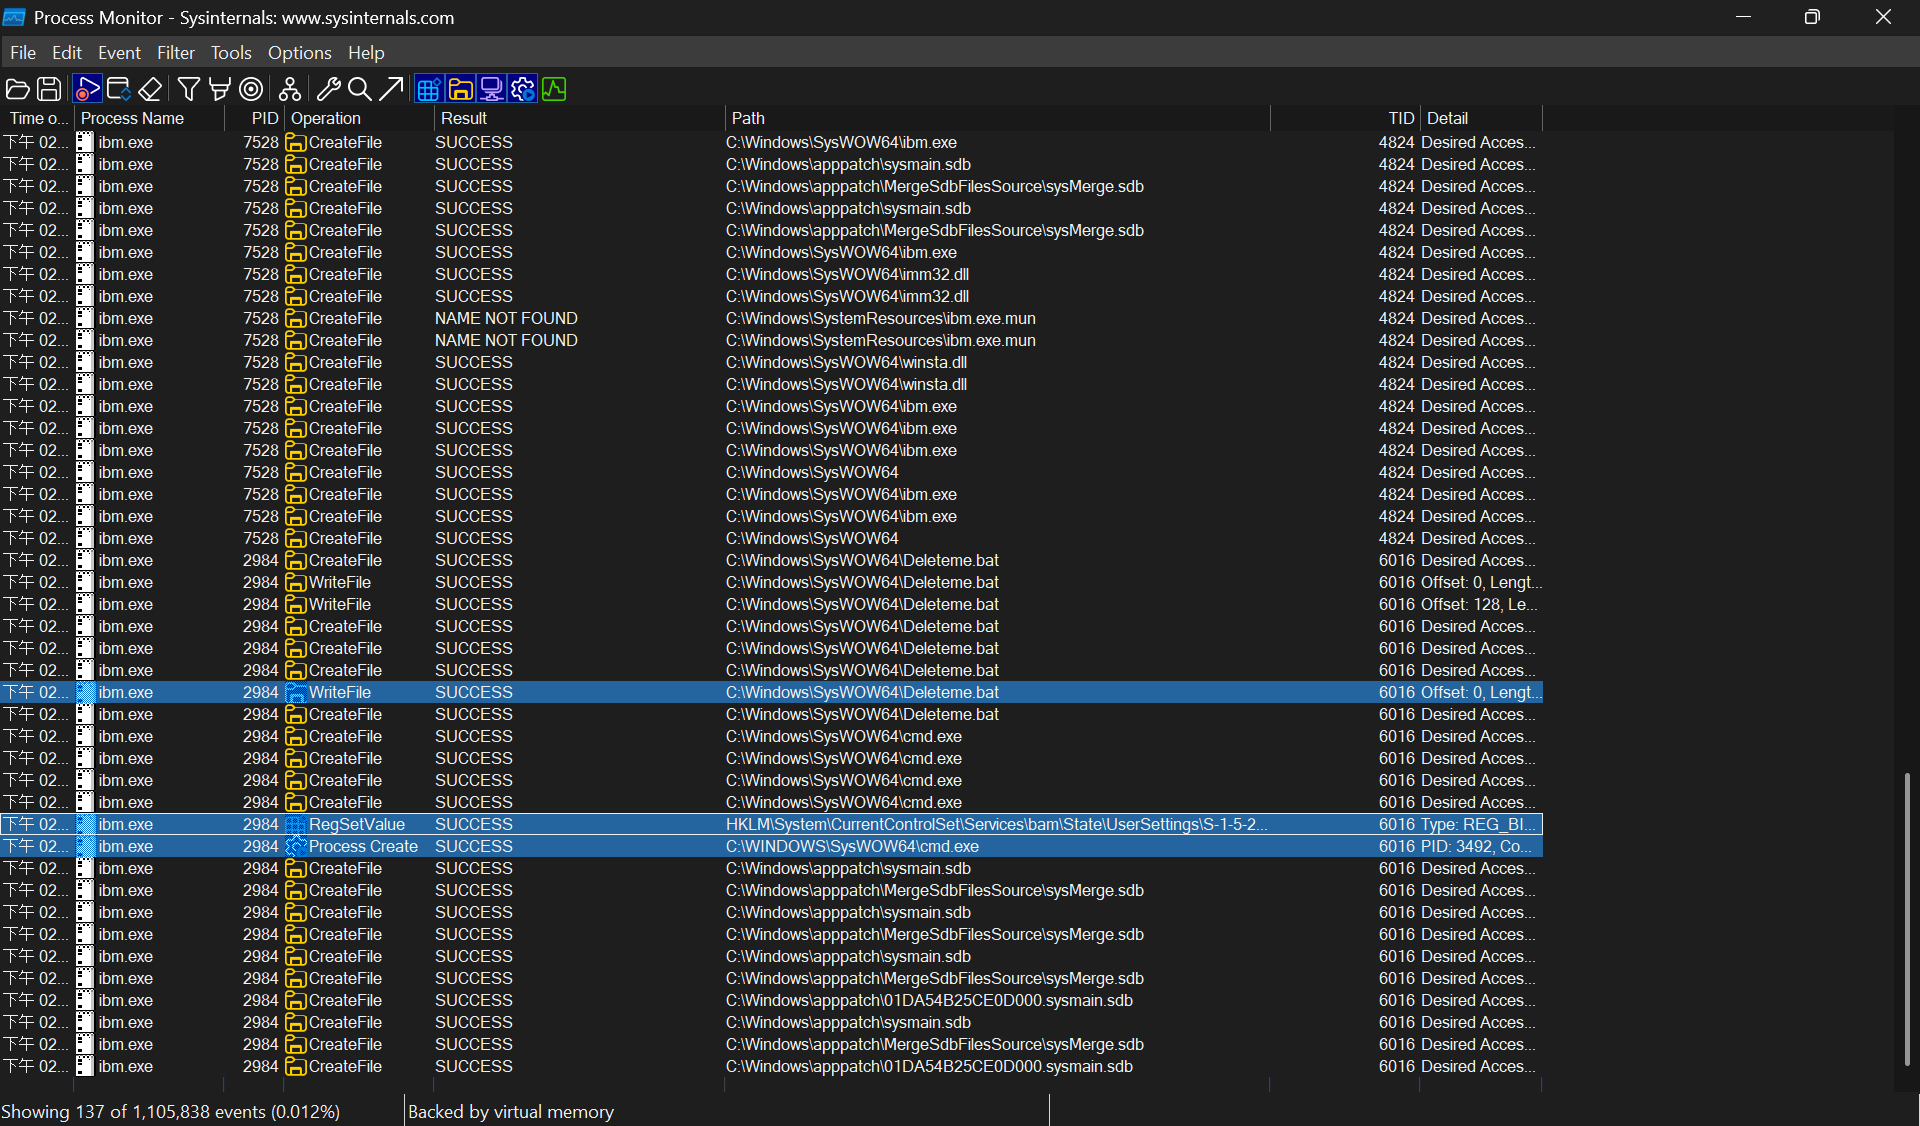 Process Monitor - Sysinternals: www.sysinternals.com
File Edit Event Filter Tools Options Help
Time o... Process Name PID Operation Result Path TID Detail
下午 02... ibm.exe 7528 CreateFile SUCCESS C:\Windows\SysWOW64\ibm.exe 4824 Desired Acces...
下午 02... ibm.exe 7528 CreateFile SUCCESS C:\Windows\apppatch\sysmain.sdb 4824 Desired Acces...
下午 02... ibm.exe 7528 CreateFile SUCCESS C:\Windows\apppatch\MergeSdbFilesSource\sysMerge.sdb 4824 Desired Acces...
下午 02... ibm.exe 7528 CreateFile SUCCESS C:\Windows\apppatch\sysmain.sdb 4824 Desired Acces...
下午 02... ibm.exe 7528 CreateFile SUCCESS C:\Windows\apppatch\MergeSdbFilesSource\sysMerge.sdb 4824 Desired Acces...
下午 02... ibm.exe 7528 CreateFile SUCCESS C:\Windows\SysWOW64\ibm.exe 4824 Desired Acces...
下午 02... ibm.exe 7528 CreateFile SUCCESS C:\Windows\SysWOW64\imm32.dll 4824 Desired Acces...
下午 02... ibm.exe 7528 CreateFile SUCCESS C:\Windows\SysWOW64\imm32.dll 4824 Desired Acces...
下午 02... ibm.exe 7528 CreateFile NAME NOT FOUND C:\Windows\SystemResources\ibm.exe.mun 4824 Desired Acces...
下午 02... ibm.exe 7528 CreateFile NAME NOT FOUND C:\Windows\SystemResources\ibm.exe.mun 4824 Desired Acces...
下午 02... ibm.exe 7528 CreateFile SUCCESS C:\Windows\SysWOW64\winsta.dll 4824 Desired Acces...
下午 02... ibm.exe 7528 CreateFile SUCCESS C:\Windows\SysWOW64\winsta.dll 4824 Desired Acces...
下午 02... ibm.exe 7528 CreateFile SUCCESS C:\Windows\SysWOW64\ibm.exe 4824 Desired Acces...
下午 02... ibm.exe 7528 CreateFile SUCCESS C:\Windows\SysWOW64\ibm.exe 4824 Desired Acces...
下午 02... ibm.exe 7528 CreateFile SUCCESS C:\Windows\SysWOW64\ibm.exe 4824 Desired Acces...
下午 02... ibm.exe 7528 CreateFile SUCCESS C:\Windows\SysWOW64 4824 Desired Acces...
下午 02... ibm.exe 7528 CreateFile SUCCESS C:\Windows\SysWOW64\ibm.exe 4824 Desired Acces...
下午 02... ibm.exe 7528 CreateFile SUCCESS C:\Windows\SysWOW64\ibm.exe 4824 Desired Acces...
下午 02... ibm.exe 7528 CreateFile SUCCESS C:\Windows\SysWOW64 4824 Desired Acces...
下午 02... ibm.exe 2984 CreateFile SUCCESS C:\Windows\SysWOW64\Deleteme.bat 6016 Desired Acces...
下午 02... ibm.exe 2984 WriteFile SUCCESS C:\Windows\SysWOW64\Deleteme.bat 6016 Offset: 0, Lengt...
下午 02... ibm.exe 2984 WriteFile SUCCESS C:\Windows\SysWOW64\Deleteme.bat 6016 Offset: 128, Le...
下午 02... ibm.exe 2984 CreateFile SUCCESS C:\Windows\SysWOW64\Deleteme.bat 6016 Desired Acces...
下午 02... ibm.exe 2984 CreateFile SUCCESS C:\Windows\SysWOW64\Deleteme.bat 6016 Desired Acces...
下午 02... ibm.exe 2984 CreateFile SUCCESS C:\Windows\SysWOW64\Deleteme.bat 6016 Desired Acces...
下午 02... ibm.exe 2984 WriteFile SUCCESS C:\Windows\SysWOW64\Deleteme.bat 6016 Offset: 0, Lengt...
下午 02... ibm.exe 2984 CreateFile SUCCESS C:\Windows\SysWOW64\Deleteme.bat 6016 Desired Acces...
下午 02... ibm.exe 2984 CreateFile SUCCESS C:\Windows\SysWOW64\cmd.exe 6016 Desired Acces...
下午 02... ibm.exe 2984 CreateFile SUCCESS C:\Windows\SysWOW64\cmd.exe 6016 Desired Acces...
下午 02... ibm.exe 2984 CreateFile SUCCESS C:\Windows\SysWOW64\cmd.exe 6016 Desired Acces...
下午 02... ibm.exe 2984 CreateFile SUCCESS C:\Windows\SysWOW64\cmd.exe 6016 Desired Acces...
下午 02... ibm.exe 2984 RegSetValue SUCCESS HKLM\System\CurrentControlSet\Services\bam\State\UserSettings\S-1-5-2... 6016 Type: REG_BI...
下午 02... ibm.exe 2984 Process Create SUCCESS C:\WINDOWS\SysWOW64\cmd.exe 6016 PID: 3492, Co...
下午 02... ibm.exe 2984 CreateFile SUCCESS C:\Windows\apppatch\sysmain.sdb 6016 Desired Acces...
下午 02... ibm.exe 2984 CreateFile SUCCESS C:\Windows\apppatch\MergeSdbFilesSource\sysMerge.sdb 6016 Desired Acces...
下午 02... ibm.exe 2984 CreateFile SUCCESS C:\Windows\apppatch\sysmain.sdb 6016 Desired Acces...
下午 02... ibm.exe 2984 CreateFile SUCCESS C:\Windows\apppatch\MergeSdbFilesSource\sysMerge.sdb 6016 Desired Acces...
下午 02... ibm.exe 2984 CreateFile SUCCESS C:\Windows\apppatch\sysmain.sdb 6016 Desired Acces...
下午 02... ibm.exe 2984 CreateFile SUCCESS C:\Windows\apppatch\MergeSdbFilesSource\sysMerge.sdb 6016 Desired Acces...
下午 02... ibm.exe 2984 CreateFile SUCCESS C:\Windows\apppatch\01DA54B25CE0D000.sysmain.sdb 6016 Desired Acces...
下午 02... ibm.exe 2984 CreateFile SUCCESS C:\Windows\apppatch\sysmain.sdb 6016 Desired Acces...
下午 02... ibm.exe 2984 CreateFile SUCCESS C:\Windows\apppatch\MergeSdbFilesSource\sysMerge.sdb 6016 Desired Acces...
下午 02... ibm.exe 2984 CreateFile SUCCESS C:\Windows\apppatch\01DA54B25CE0D000.sysmain.sdb 6016 Desired Acces...
Showing 137 of 1,105,838 events (0.012%) Backed by virtual memory